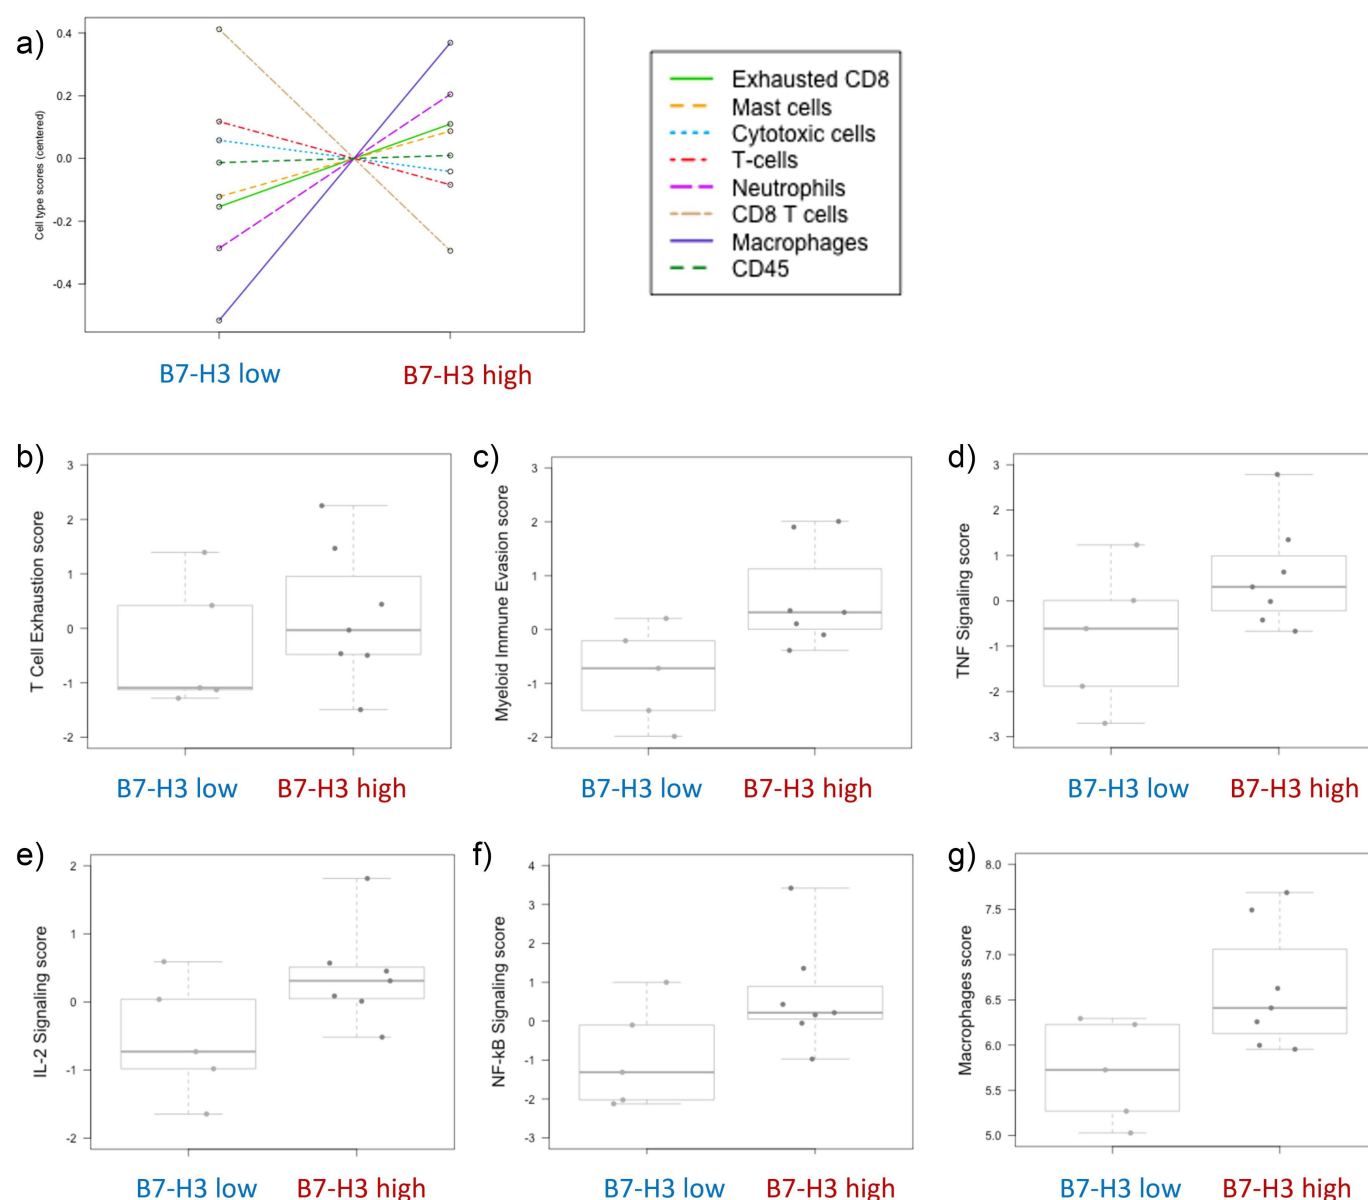 a)
Cell type scores (centered)
0.4
0.2
0.0
-0.2
-0.4
B7-H3 low
B7-H3 high
Exhausted CD8
Mast cells
Cytotoxic cells
T-cells
Neutrophils
CD8 T cells
Macrophages
CD45
b)
T Cell Exhaustion score
3
2
1
0
-1
-2
B7-H3 low
B7-H3 high
c)
Myeloid Immune Evasion score
3
2
1
0
-1
-2
B7-H3 low
B7-H3 high
d)
TNF Signaling score
3
2
1
0
-1
-2
-3
B7-H3 low
B7-H3 high
e)
IL-2 Signaling score
2
1
0
-1
-2
B7-H3 low
B7-H3 high
f)
NF-kB Signaling score
4
3
2
1
0
-1
-2
-3
B7-H3 low
B7-H3 high
g)
Macrophages score
8.0
7.5
7.0
6.5
6.0
5.5
5.0
B7-H3 low
B7-H3 high